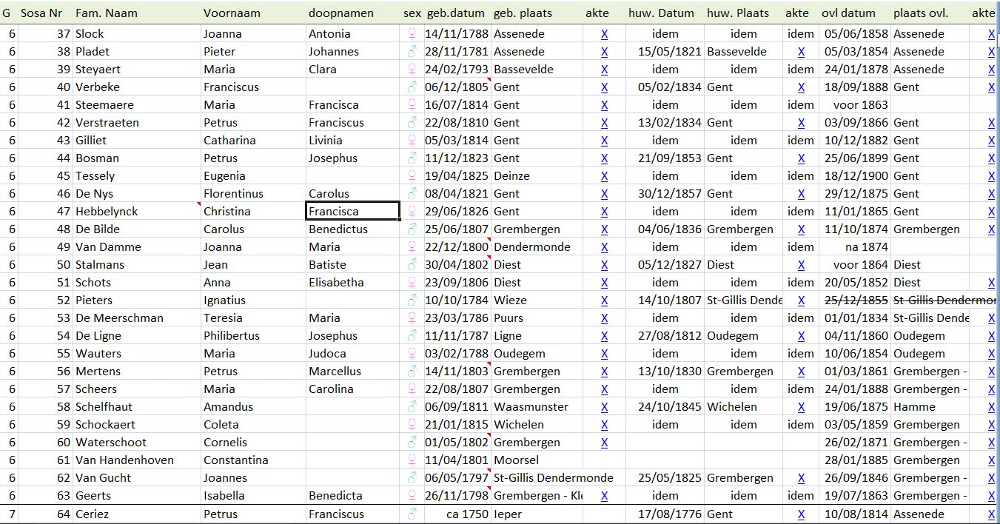 G Sosa Nr Fam. Naam Voornaam doopnamen sex geb.datum geb. plaats akte huw. Datum huw. Plaats akte ovl datum plaats ovl. akte
6 37 Slock Joanna Antonia ♀ 14/11/1788 Assenede X idem idem idem 05/06/1858 Assenede X
6 38 Pladet Pieter Johannes ♂ 28/11/1781 Assenede X 15/05/1821 Bassevelde X 05/03/1854 Assenede X
6 39 Steyaert Maria Clara ♀ 24/02/1793 Bassevelde X idem idem idem 24/01/1878 Assenede X
6 40 Verbeke Franciscus ♂ 06/12/1805 Gent X 05/02/1834 Gent X 18/09/1888 Gent X
6 41 Steemaere Maria Francisca ♀ 16/07/1814 Gent X idem idem idem voor 1863
6 42 Verstraeten Petrus Franciscus ♂ 22/08/1810 Gent X 13/02/1834 Gent X 03/09/1866 Gent X
6 43 Gilliet Catharina Livinia ♀ 05/03/1814 Gent X idem idem idem 10/12/1882 Gent X
6 44 Bosman Petrus Josephus ♂ 11/12/1823 Gent X 21/09/1853 Gent X 25/06/1899 Gent X
6 45 Tessely Eugenia ♀ 19/04/1825 Deinze X idem idem idem 18/12/1900 Gent X
6 46 De Nys Florentinus Carolus ♂ 08/04/1821 Gent X 30/12/1857 Gent X 29/12/1875 Gent X
6 47 Hebbelynck Christina Francisca ♀ 29/06/1826 Gent X idem idem idem 11/01/1865 Gent X
6 48 De Bilde Carolus Benedictus ♂ 25/06/1807 Grembergen X 04/06/1836 Grembergen X 11/10/1874 Grembergen X
6 49 Van Damme Joanna Maria ♀ 22/12/1800 Dendermonde X idem idem idem na 1874
6 50 Stalmans Jean Batiste ♂ 30/04/1802 Diest X 05/12/1827 Diest X voor 1864 Diest
6 51 Schots Anna Elisabetha ♀ 23/09/1806 Diest X idem idem idem 20/05/1852 Diest X
6 52 Pieters Ignatius ♂ 10/10/1784 Wieze X 14/10/1807 St-Gillis Dende X 25/12/1855 St-Gillis Dendermon
6 53 De Meerschman Teresia Maria ♀ 23/03/1786 Puurs X idem idem idem 01/01/1834 St-Gillis Dende X
6 54 De Ligne Philibertus Josephus ♂ 11/11/1787 Ligne X 27/08/1812 Oudegem X 04/11/1860 Oudegem X
6 55 Wauters Maria Judoca ♀ 03/02/1788 Oudegem X idem idem idem 10/06/1854 Oudegem X
6 56 Mertens Petrus Marcellus ♂ 14/11/1803 Grembergen X 13/10/1830 Grembergen X 01/03/1861 Grembergen - X
6 57 Scheers Maria Carolina ♀ 22/08/1807 Grembergen X idem idem idem 24/01/1888 Grembergen - X
6 58 Schelfhaut Amandus ♂ 06/09/1811 Waasmunster X 24/10/1845 Wichelen X 19/06/1875 Hamme X
6 59 Schockaert Coleta ♀ 21/01/1815 Wichelen X idem idem idem 03/05/1859 Grembergen X
6 60 Waterschoot Cornelis ♂ 01/05/1802 Grembergen X 26/02/1871 Grembergen - X
6 61 Van Handenhoven Constantina ♀ 11/04/1801 Moorsel 28/01/1885 Grembergen X
6 62 Van Gucht Joannes ♂ 06/05/1797 St-Gillis Dendermonde 25/05/1825 Grembergen X 26/09/1846 Grembergen - X
6 63 Geerts Isabella Benedicta ♀ 26/11/1798 Grembergen - Kle X idem idem idem 19/07/1863 Grembergen - X
7 64 Ceriez Petrus Franciscus ♂ ca 1750 Ieper 17/08/1776 Gent X 10/08/1814 Assenede X